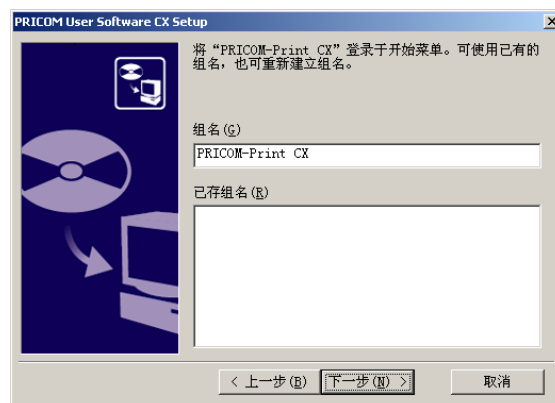 PRICOM User Software CX Setup
将“PRICOM-Print CX”登录于开始菜单。可使用已有的
组名，也可重新建立组名。
组名(G)
PRICOM-Print CX
已存组名(R)
< 上一步(B)
下一步(N) >
取消